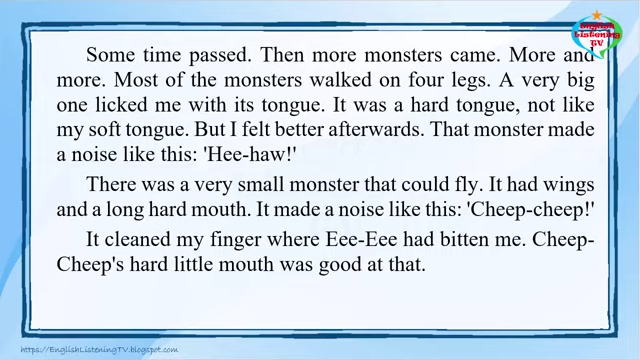 English
Listening
TV
Some time passed. Then more monsters came. More and
more. Most of the monsters walked on four legs. A very big
one licked me with its tongue. It was a hard tongue, not like
my soft tongue. But I felt better afterwards. That monster made
a noise like this: 'Hee-haw!'
There was a very small monster that could fly. It had wings
and a long hard mouth. It made a noise like this: 'Cheep-cheep!'
It cleaned my finger where Eee-Eee had bitten me. Cheep-
Cheep's hard little mouth was good at that.
https://EnglishListeningTV.blogspot.com